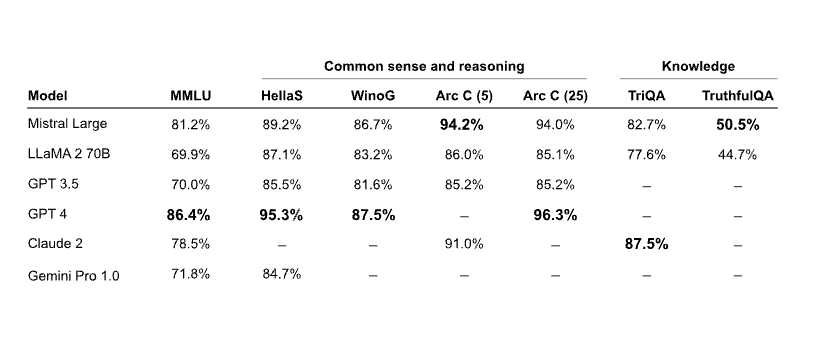 Common sense and reasoning Knowledge
Model MMLU HellaS WinoG Arc C (5) Arc C (25) TriQA TruthfulQA
Mistral Large 81.2% 89.2% 86.7% 94.2% 94.0% 82.7% 50.5%
LLaMA 2 70B 69.9% 87.1% 83.2% 86.0% 85.1% 77.6% 44.7%
GPT 3.5 70.0% 85.5% 81.6% 85.2% 85.2% – –
GPT 4 86.4% 95.3% 87.5% – 96.3% – –
Claude 2 78.5% – – 91.0% – 87.5% –
Gemini Pro 1.0 71.8% 84.7% – – – – –